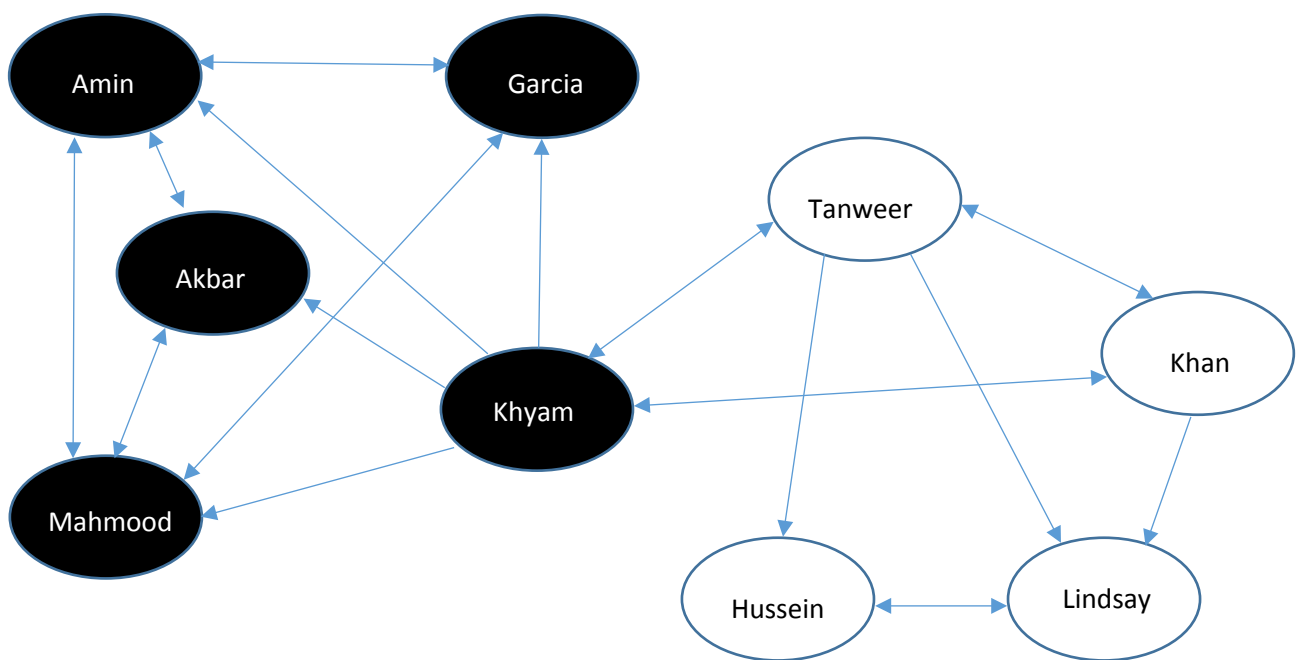 Amin
Garcia
Tanweer
Akbar
Khan
Khyam
Mahmood
Hussein
Lindsay